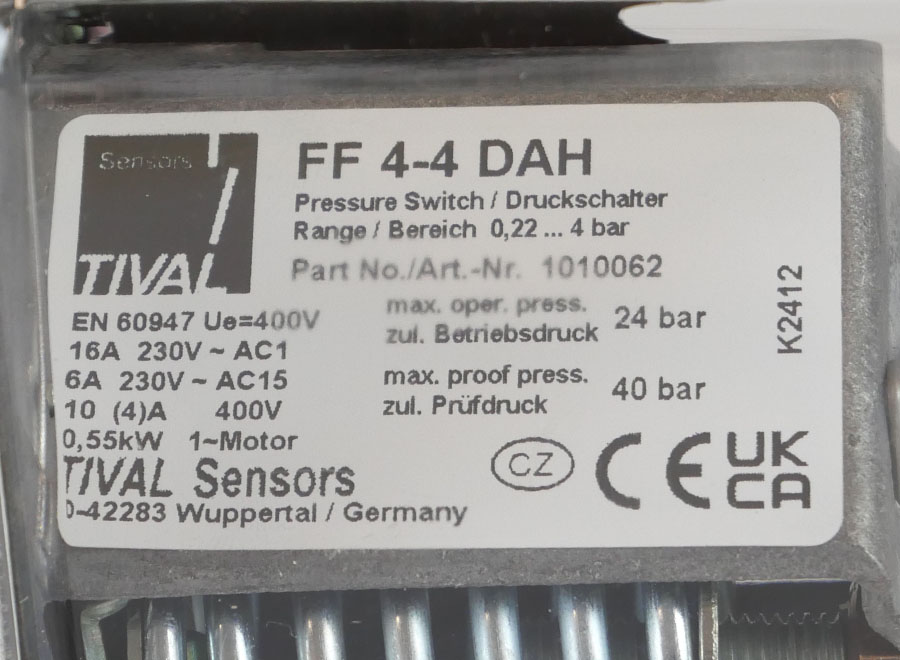 Sensors
TIVAL
FF 4-4 DAH
Pressure Switch / Druckschalter
Range / Bereich 0,22 ... 4 bar
Part No./Art.-Nr. 1010062
max. oper. press.
zul. Betriebsdruck 24 bar
max. proof press.
zul. Prüfdruck 40 bar
K2412
EN 60947 Ue=400V
16A 230V ~ AC1
6A 230V ~ AC15
10 (4)A 400V
0,55kW 1~Motor
TIVAL Sensors
D-42283 Wuppertal / Germany
CZ
CE
UK
CA